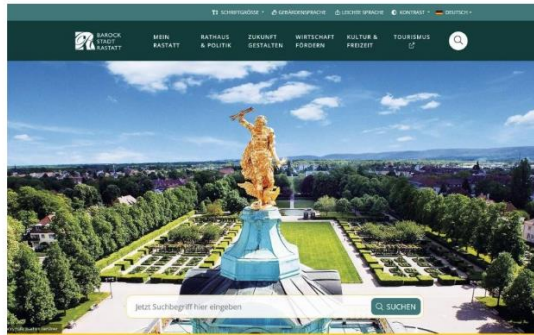 SCHRIFTGRÖSSE
GEBÄRDENSPRACHE
LEICHTE SPRACHE
KONTRAST
DEUTSCH
BAROCK
STADT
RASTATT
MEIN
RASTATT
RATHAUS
& POLITIK
ZUKUNFT
GESTALTEN
WIRTSCHAFT
FÖRDERN
KULTUR &
FREIZEIT
TOURISMUS
Jetzt Suchbegriff hier eingeben
SUCHEN